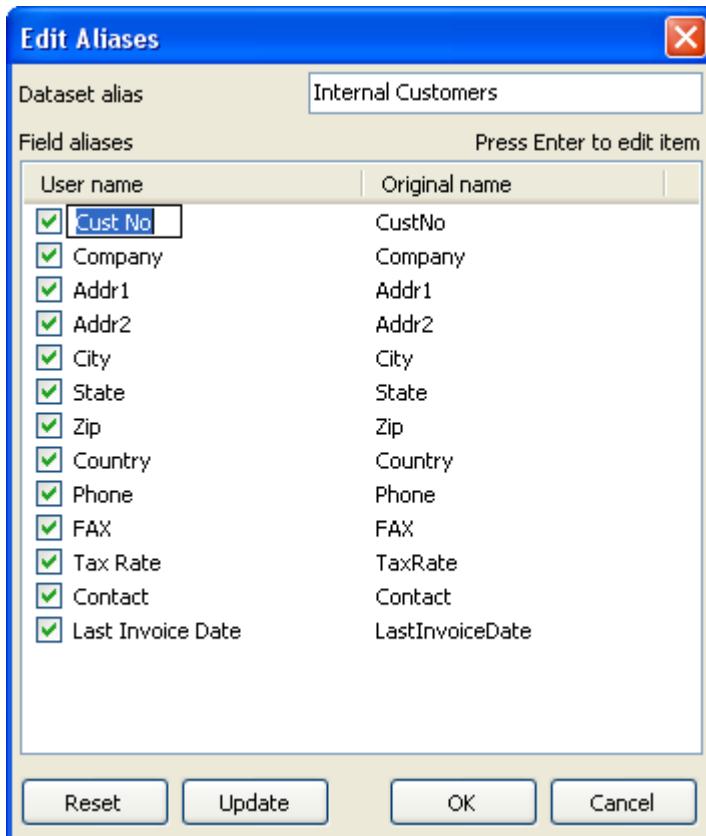 Edit Aliases
Dataset alias Internal Customers
Field aliases Press Enter to edit item
User name Original name
Cust No CustNo
Company Company
Addr1 Addr1
Addr2 Addr2
City City
State State
Zip Zip
Country Country
Phone Phone
FAX FAX
Tax Rate TaxRate
Contact Contact
Last Invoice Date LastInvoiceDate
Reset Update OK Cancel